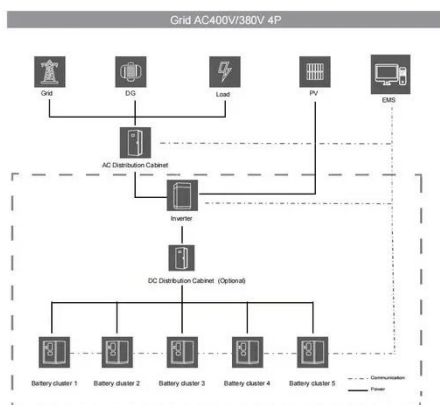 Grid AC400V/380V 4P
Grid
DG
Load
PV
EMS
AC Distribution Cabinet
Inverter
DC Distribution Cabinet (Optional)
Battery cluster 1
Battery cluster 2
Battery cluster 3
Battery cluster 4
Battery cluster 5
Communication
Power